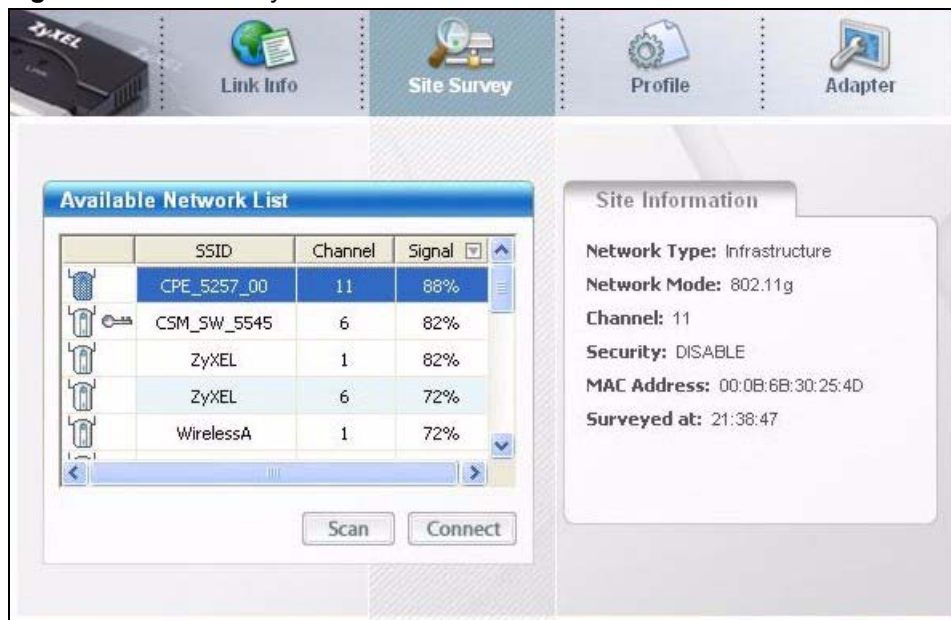 ZyXEL
Link Info
Site Survey
Profile
Adapter
Available Network List
SSID Channel Signal
CPE_5257_00 11 88%
CSM_SW_5545 6 82%
ZyXEL 1 82%
ZyXEL 6 72%
WirelessA 1 72%
Scan Connect
Site Information
Network Type: Infrastructure
Network Mode: 802.11g
Channel: 11
Security: DISABLE
MAC Address: 00:0B:6B:30:25:4D
Surveyed at: 21:38:47